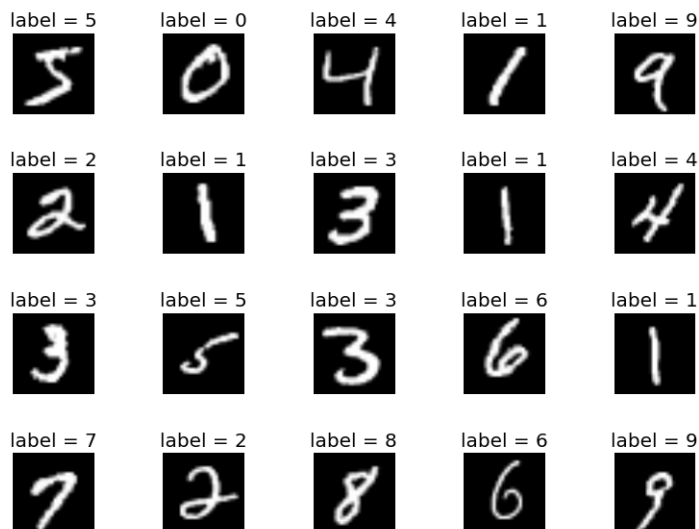 label = 5 label = 0 label = 4 label = 1 label = 9
5 0 4 1 9
label = 2 label = 1 label = 3 label = 1 label = 4
2 1 3 1 4
label = 3 label = 5 label = 3 label = 6 label = 1
3 5 3 6 1
label = 7 label = 2 label = 8 label = 6 label = 9
7 2 8 6 9